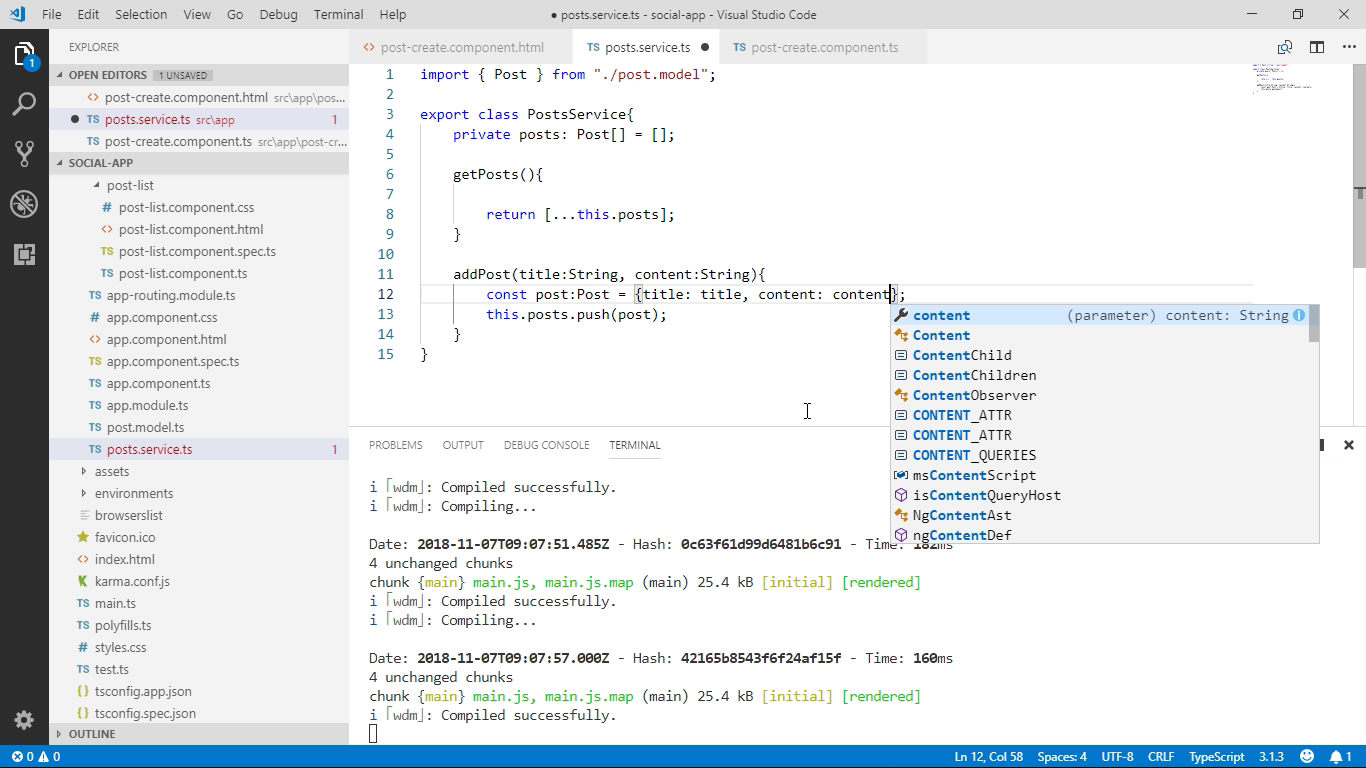 File Edit Selection View Go Debug Terminal Help ● posts.service.ts - social-app - Visual Studio Code
1
EXPLORER
OPEN EDITORS 1 UNSAVED
<> post-create.component.html src\app\pos...
● TS posts.service.ts src\app 1
TS post-create.component.ts src\app\post-cr...
SOCIAL-APP
post-list
# post-list.component.css
<> post-list.component.html
TS post-list.component.spec.ts
TS post-list.component.ts
TS app-routing.module.ts
# app.component.css
<> app.component.html
TS app.component.spec.ts
TS app.component.ts
TS app.module.ts
TS post.model.ts
TS posts.service.ts 1
assets
environments
browserslist
favicon.ico
index.html
karma.conf.js
TS main.ts
TS polyfills.ts
# styles.css
TS test.ts
{} tsconfig.app.json
{} tsconfig.spec.json
OUTLINE
<> post-create.component.html TS posts.service.ts ● TS post-create.component.ts
1 import { Post } from "./post.model";
2
3 export class PostsService{
4 private posts: Post[] = [];
5
6 getPosts(){
7
8 return [...this.posts];
9 }
10
11 addPost(title:String, content:String){
12 const post:Post = {title: title, content: content};
13 this.posts.push(post);
14 }
15 }
content (parameter) content: String
Content
ContentChild
ContentChildren
ContentObserver
CONTENT_ATTR
CONTENT_ATTR
CONTENT_QUERIES
msContentScript
isContentQueryHost
NgContentAst
ngContentDef
PROBLEMS OUTPUT DEBUG CONSOLE TERMINAL
i ｢wdm｣: Compiled successfully.
i ｢wdm｣: Compiling...
Date: 2018-11-07T09:07:51.485Z - Hash: 0c63f61d99d6481b6c91 - Time: 182ms
4 unchanged chunks
chunk {main} main.js, main.js.map (main) 25.4 kB [initial] [rendered]
i ｢wdm｣: Compiled successfully.
i ｢wdm｣: Compiling...
Date: 2018-11-07T09:07:57.000Z - Hash: 42165b8543f6f24af15f - Time: 160ms
4 unchanged chunks
chunk {main} main.js, main.js.map (main) 25.4 kB [initial] [rendered]
i ｢wdm｣: Compiled successfully.
0 0 Ln 12, Col 58 Spaces: 4 UTF-8 CRLF TypeScript 3.1.3 1